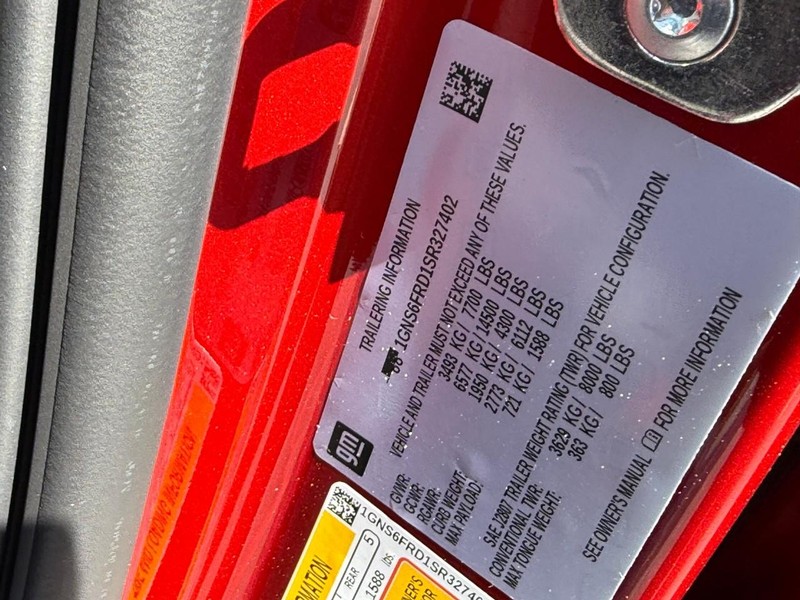 TRAILERING INFORMATION
1GNS6FRD1SR327402
VEHICLE AND TRAILER MUST NOT EXCEED ANY OF THESE VALUES.
GVWR: 3493 KG/ 7700 LBS
GCWR: 6577 KG/ 14500 LBS
RGAWR: 1950 KG/ 4300 LBS
CURB WEIGHT: 2773 KG/ 6112 LBS
MAX PAYLOAD: 721 KG/ 1588 LBS
SAE J2807 TRAILER WEIGHT RATING (TWR) FOR VEHICLE CONFIGURATION.
CONVENTIONAL TWR: 3629 KG/ 8000 LBS
MAX TONGUE WEIGHT: 363 KG/ 800 LBS
SEE OWNER'S MANUAL FOR MORE INFORMATION
gm
1GNS6FRD1SR32740
REAR 5
1588 lbs